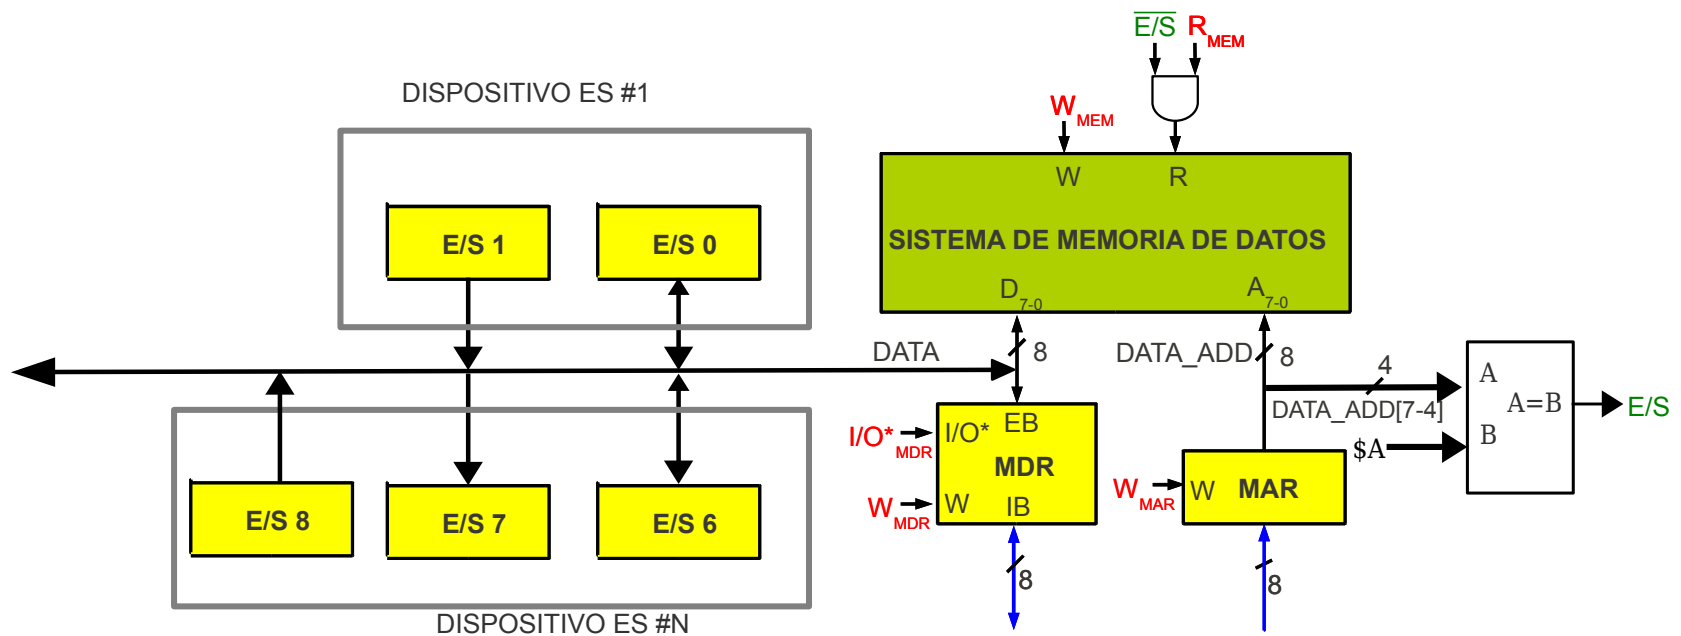 E/S R MEM
DISPOSITIVO ES #1
W MEM
W R
E/S 1 E/S 0
SISTEMA DE MEMORIA DE DATOS
D 7-0 A 7-0
DATA 8 DATA_ADD 8
4
DATA_ADD[7-4]
A
A=B
B
E/S
$A
I/O* MDR I/O* EB
MDR
W MDR W IB
W MAR W MAR
E/S 8 E/S 7 E/S 6
8 8
DISPOSITIVO ES #N